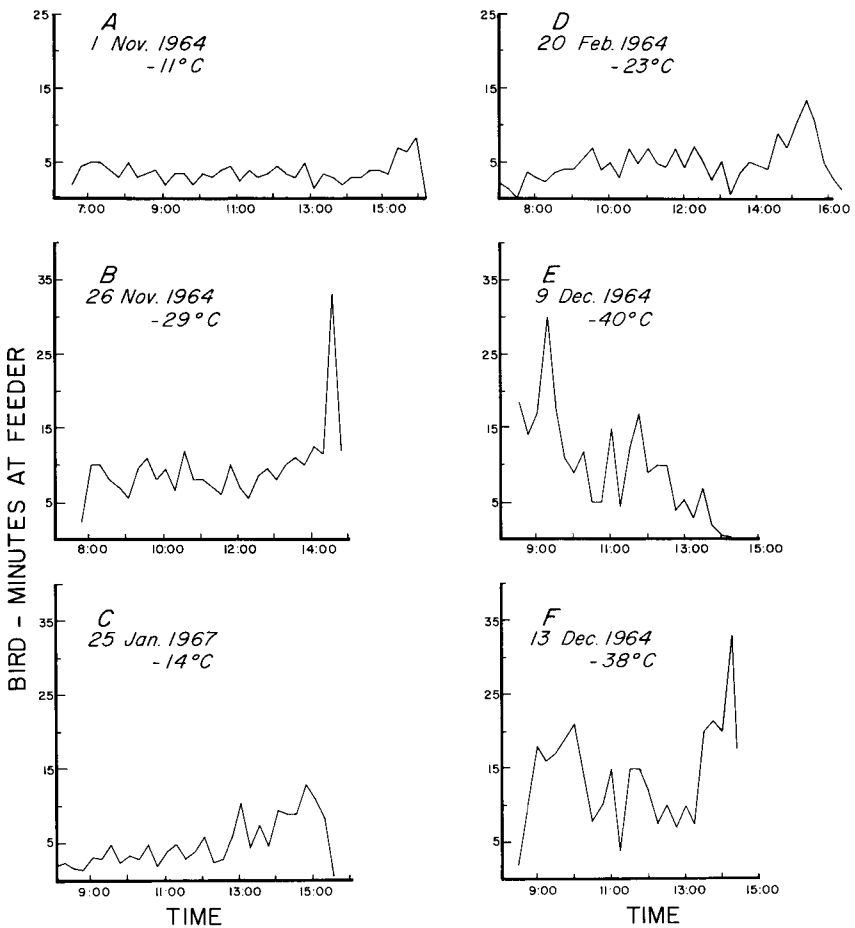 BIRD - MINUTES AT FEEDER
A
1 Nov. 1964
-11°C
25
15
5
7:00 9:00 11:00 13:00 15:00
D
20 Feb. 1964
-23°C
25
15
5
8:00 10:00 12:00 14:00 16:00
B
26 Nov. 1964
-29°C
35
25
15
5
8:00 10:00 12:00 14:00
E
9 Dec. 1964
-40°C
35
25
15
5
9:00 11:00 13:00 15:00
C
25 Jan. 1967
-14°C
35
25
15
5
9:00 11:00 13:00 15:00
TIME
F
13 Dec. 1964
-38°C
35
25
15
5
9:00 11:00 13:00 15:00
TIME